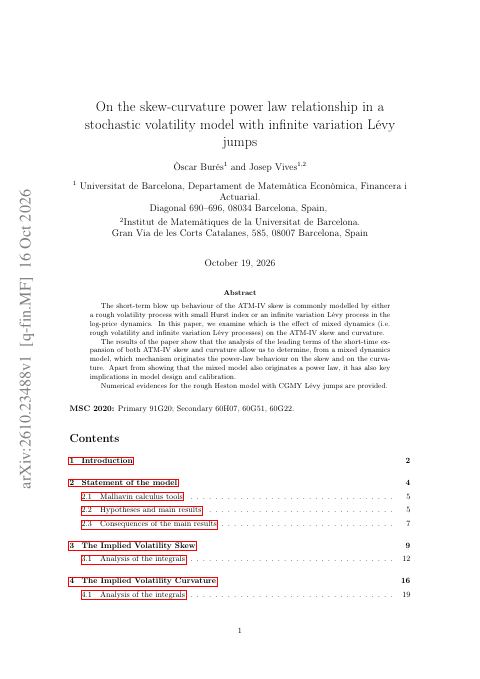 On the skew-curvature power law relationship in a
stochastic volatility model with infinite variation Lévy
jumps
Òscar Burés1 and Josep Vives1,2
1 Universitat de Barcelona, Departament de Matemàtica Econòmica, Financera i
Actuarial.
Diagonal 690–696, 08034 Barcelona, Spain,
2Institut de Matemàtiques de la Universitat de Barcelona.
Gran Via de les Corts Catalanes, 585, 08007 Barcelona, Spain
October 19, 2026
Abstract
The short-term blow up behaviour of the ATM-IV skew is commonly modelled by either
a rough volatility process with small Hurst index or an infinite variation Lévy process in the
log-price dynamics. In this paper, we examine which is the effect of mixed dynamics (i.e.
rough volatility and infinite variation Lévy processes) on the ATM-IV skew and curvature.
The results of the paper show that the analysis of the leading terms of the short-time ex-
pansion of both ATM-IV skew and curvature allow us to determine, from a mixed dynamics
model, which mechanism originates the power-law behaviour on the skew and on the curva-
ture. Apart from showing that the mixed model also originates a power law, it has also key
implications in model design and calibration.
Numerical evidences for the rough Heston model with CGMY Lévy jumps are provided.
MSC 2020: Primary 91G20; Secondary 60H07, 60G51, 60G22.
Contents
1 Introduction 2
2 Statement of the model 4
2.1 Malliavin calculus tools . . . . . . . . . . . . . . . . . . . . . . . . . . . . . . 5
2.2 Hypotheses and main results . . . . . . . . . . . . . . . . . . . . . . . . . . . 5
2.3 Consequences of the main results . . . . . . . . . . . . . . . . . . . . . . . . . 7
3 The Implied Volatility Skew 9
3.1 Analysis of the integrals . . . . . . . . . . . . . . . . . . . . . . . . . . . . . . 12
4 The Implied Volatility Curvature 16
4.1 Analysis of the integrals . . . . . . . . . . . . . . . . . . . . . . . . . . . . . . 19
1
arXiv:2610.23488v1 [q-fin.MF] 16 Oct 2026